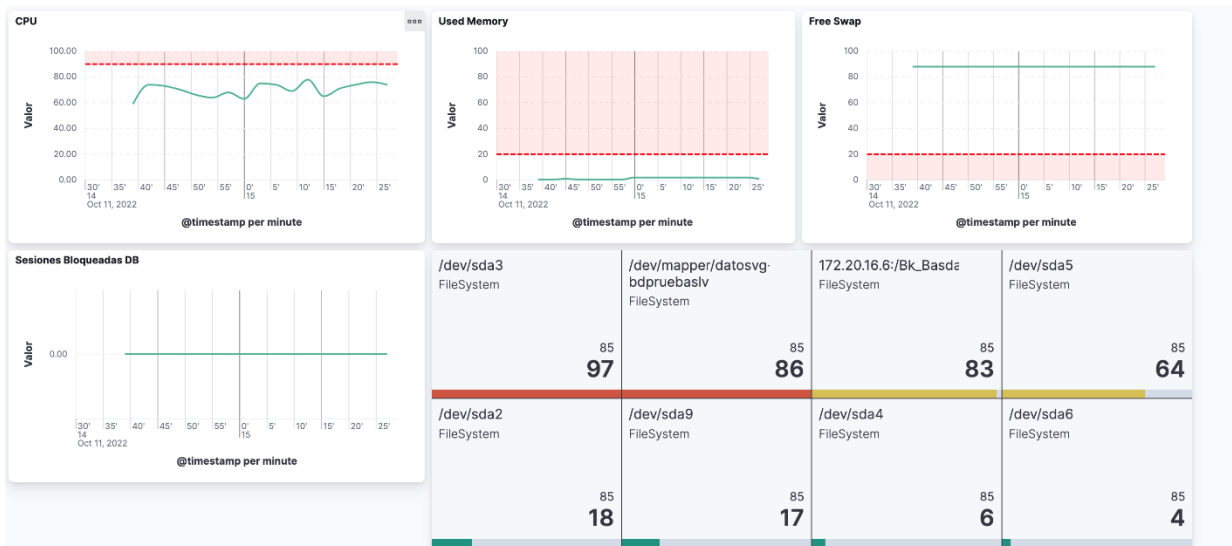 CPU
100.00
80.00
60.00
40.00
20.00
0.00
Valor
30' 35' 40' 45' 50' 55' 0' 5' 10' 15' 20' 25'
14 15
Oct 11, 2022
@timestamp per minute
Used Memory
100
80
60
40
20
0
Valor
30' 35' 40' 45' 50' 55' 0' 5' 10' 15' 20' 25'
14 15
Oct 11, 2022
@timestamp per minute
Free Swap
100
80
60
40
20
0
Valor
30' 35' 40' 45' 50' 55' 0' 5' 10' 15' 20' 25'
14 15
Oct 11, 2022
@timestamp per minute
Sesiones Bloqueadas DB
0.00
Valor
30' 35' 40' 45' 50' 55' 0' 5' 10' 15' 20' 25'
14 15
Oct 11, 2022
@timestamp per minute
/dev/sda3
FileSystem
85
97
/dev/mapper/datosvg-
bdpruebaslv
FileSystem
85
86
172.20.16.6:/Bk_Basda
FileSystem
85
83
/dev/sda5
FileSystem
85
64
/dev/sda2
FileSystem
85
18
/dev/sda9
FileSystem
85
17
/dev/sda4
FileSystem
85
6
/dev/sda6
FileSystem
85
4